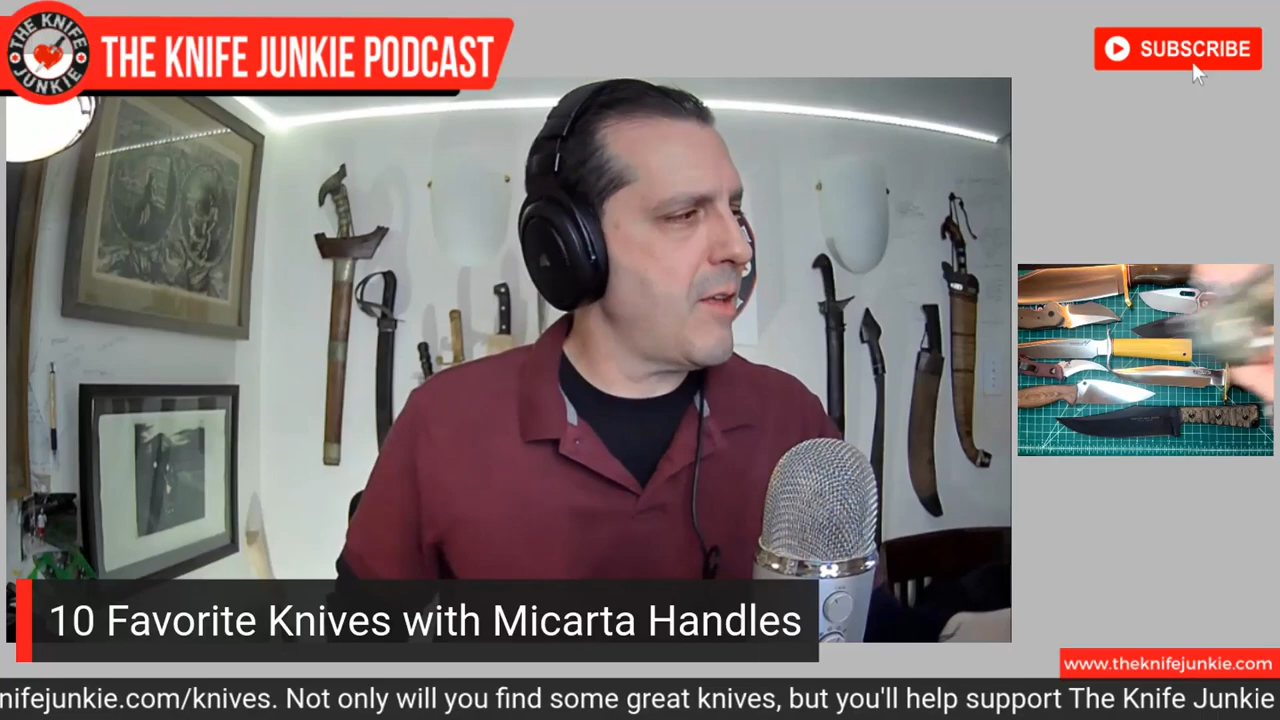 THE KNIFE
JUNKIE
THE KNIFE JUNKIE PODCAST
SUBSCRIBE
10 Favorite Knives with Micarta Handles
www.theknifejunkie.com
nifejunkie.com/knives. Not only will you find some great knives, but you'll help support The Knife Junkie